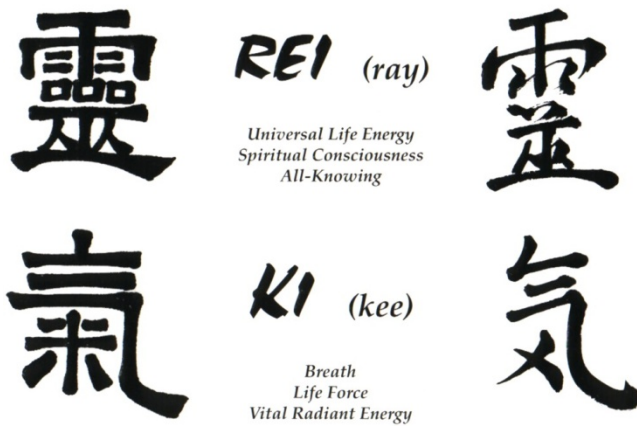 靈 REI (ray) 霊
Universal Life Energy
Spiritual Consciousness
All-Knowing
氣 KI (kee) 気
Breath
Life Force
Vital Radiant Energy